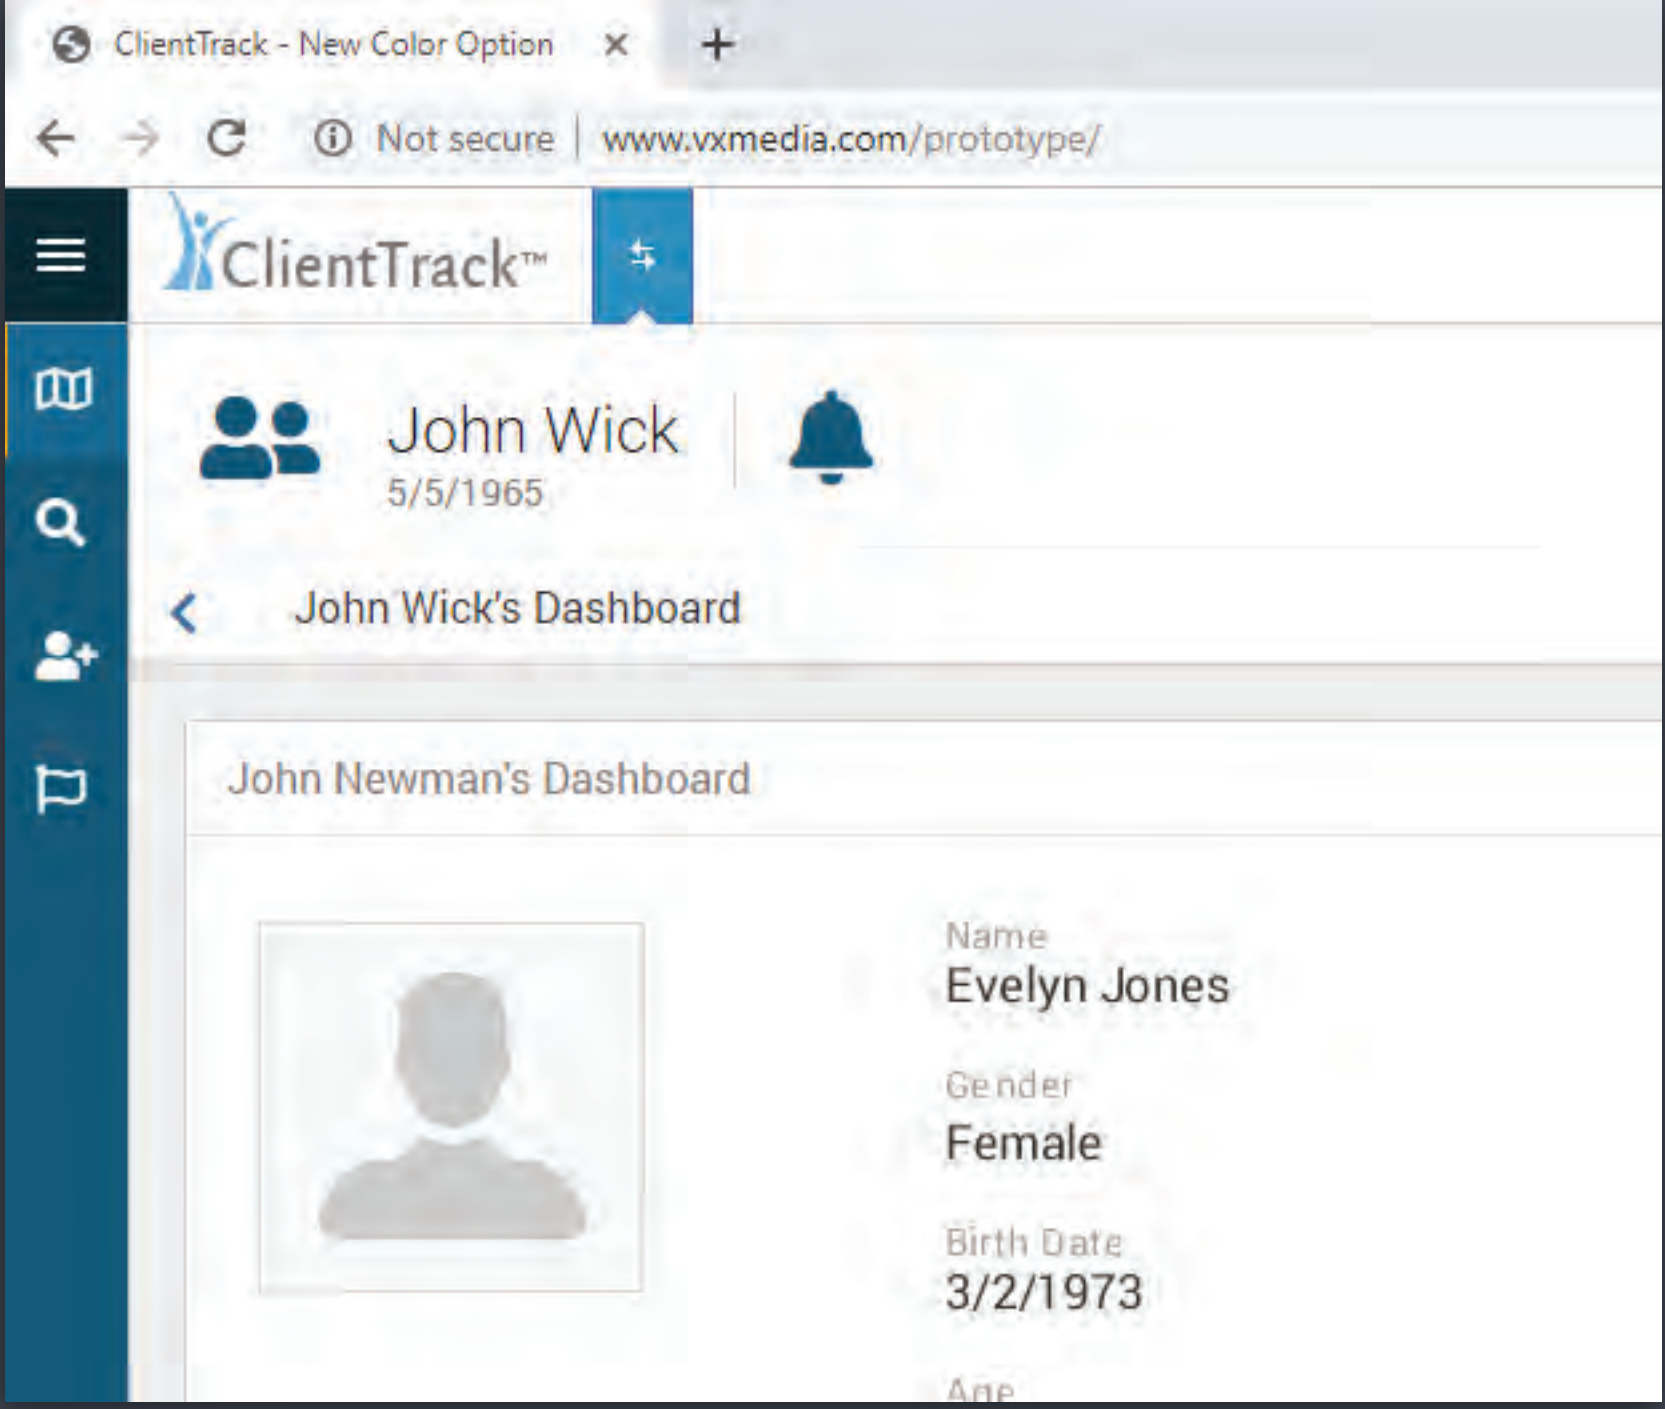 ClientTrack - New Color Option
Not secure | www.vxmedia.com/prototype/
ClientTrack™
John Wick
5/5/1965
John Wick's Dashboard
John Newman's Dashboard
Name
Evelyn Jones
Gender
Female
Birth Date
3/2/1973
Age